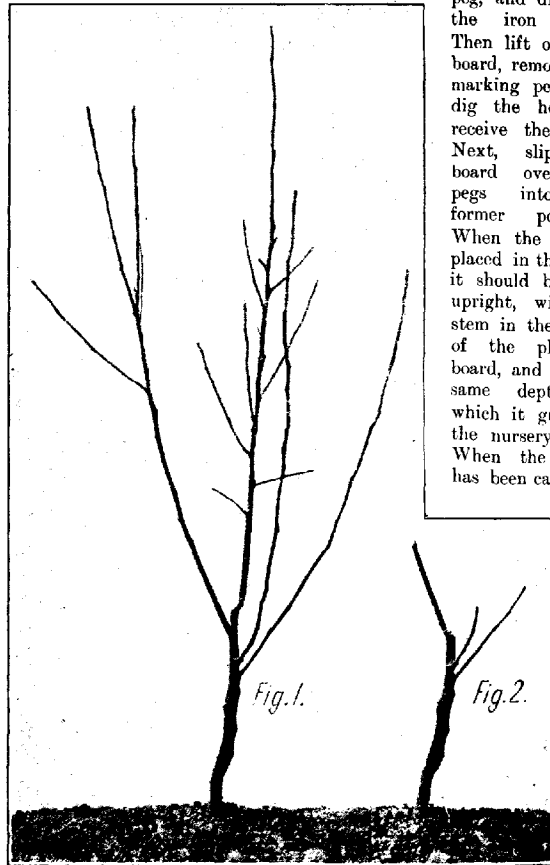 peg, and
the iron
Then lift o
board, remo
marking pe
dig the ho
receive the
Next, slip
board ove
pegs into
former po
When the
placed in th
it should b
upright, wi
stem in the
of the pl
board, and
same dept
which it gr
the nursery
When the
has been ca
Fig.1.
Fig.2.